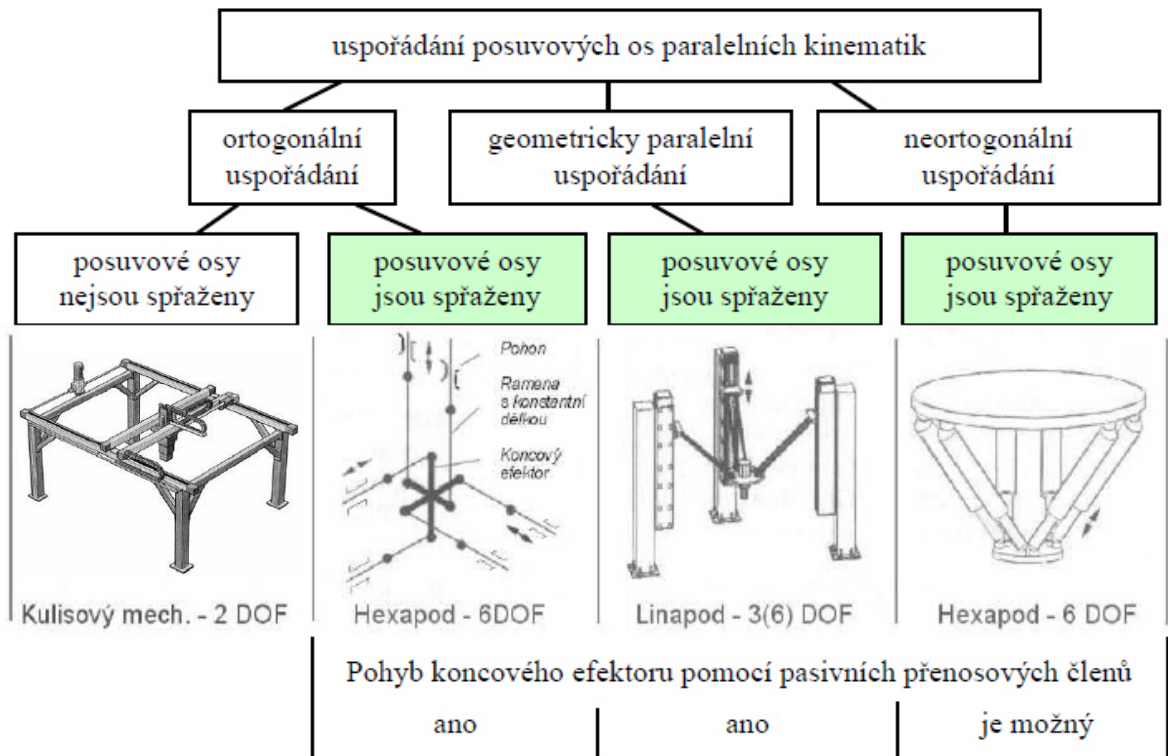 uspořádání posuvových os paralelních kinematik
ortogonální
uspořádání
geometricky paralelní
uspořádání
neortogonální
uspořádání
posuvové osy
nejsou spřaženy
posuvové osy
jsou spřaženy
posuvové osy
jsou spřaženy
posuvové osy
jsou spřaženy
Pohon
Ramena
s konstantní
délkou
Koncový
efektor
Kulisový mech. - 2 DOF
Hexapod - 6DOF
Linapod - 3(6) DOF
Hexapod - 6 DOF
Pohyb koncového efektoru pomocí pasivních přenosových členů
ano
ano
je možný